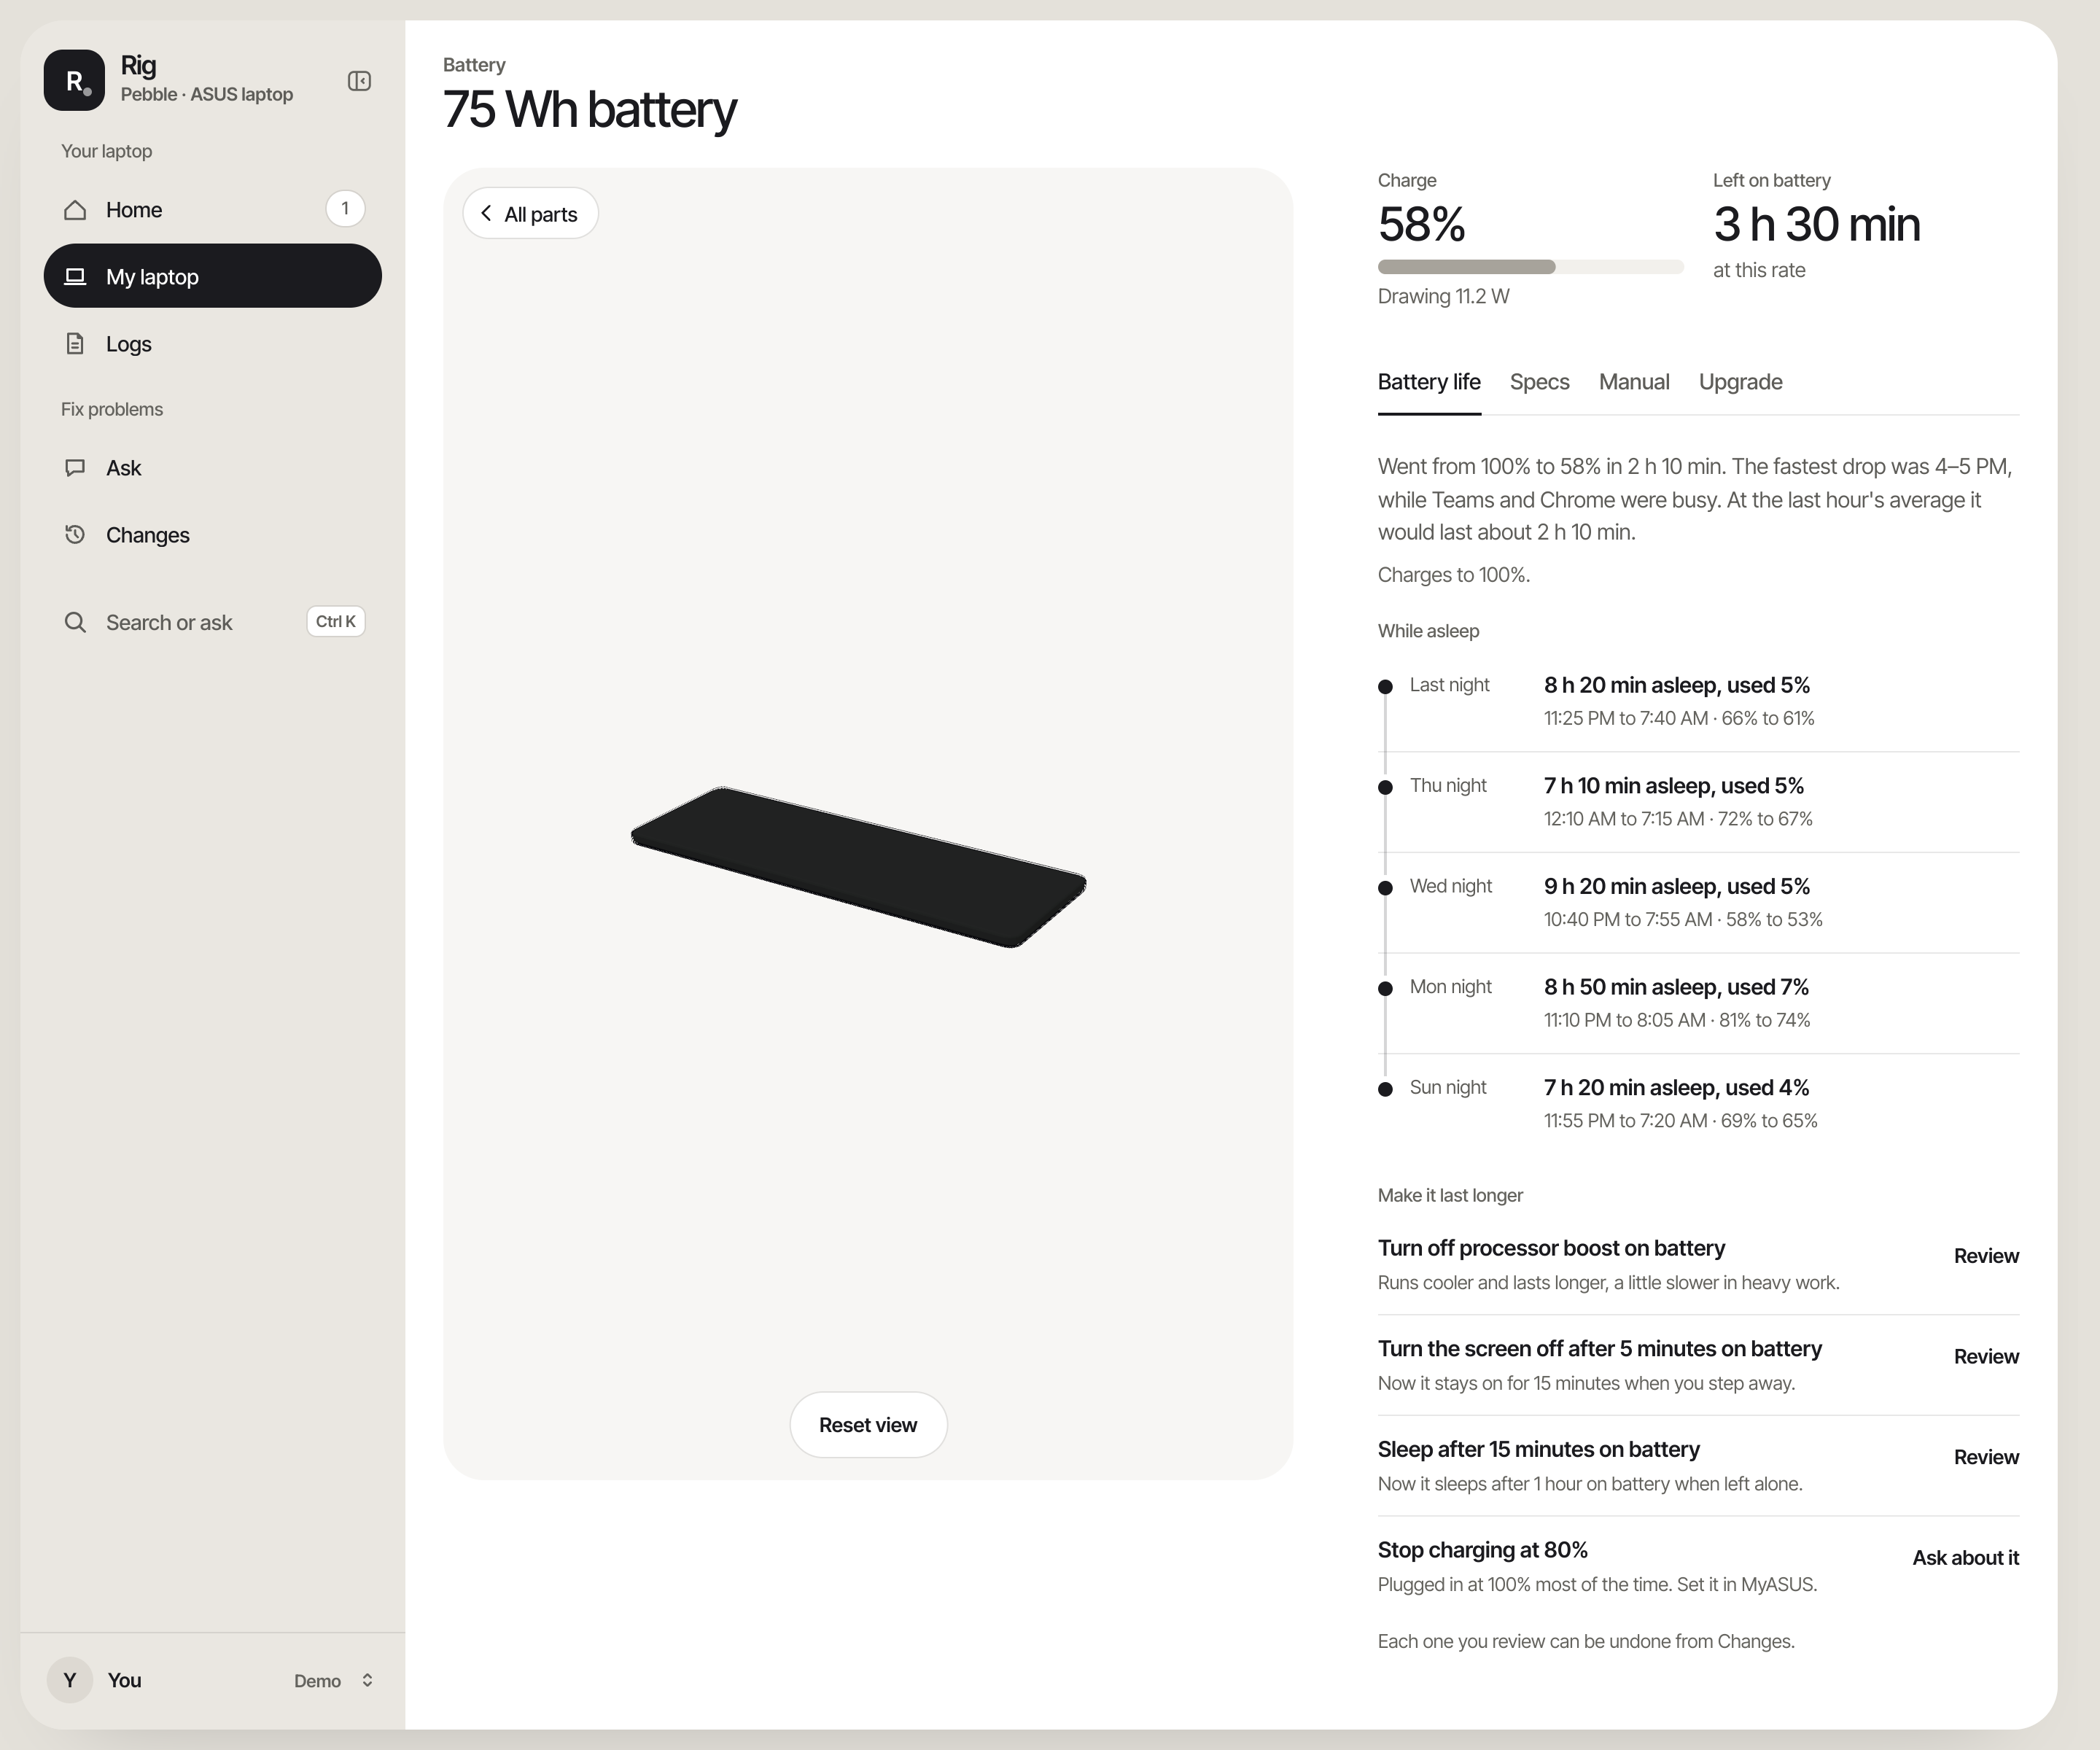 R.
Rig
Pebble · ASUS laptop
Your laptop
Home
1
My laptop
Logs
Fix problems
Ask
Changes
Search or ask
Ctrl K
Y
You
Demo
Battery
75 Wh battery
All parts
Reset view
Charge
58%
Drawing 11.2 W
Left on battery
3 h 30 min
at this rate
Battery life
Specs
Manual
Upgrade
Went from 100% to 58% in 2 h 10 min. The fastest drop was 4–5 PM,
while Teams and Chrome were busy. At the last hour's average it
would last about 2 h 10 min.
Charges to 100%.
While asleep
Last night
8 h 20 min asleep, used 5%
11:25 PM to 7:40 AM · 66% to 61%
Thu night
7 h 10 min asleep, used 5%
12:10 AM to 7:15 AM · 72% to 67%
Wed night
9 h 20 min asleep, used 5%
10:40 PM to 7:55 AM · 58% to 53%
Mon night
8 h 50 min asleep, used 7%
11:10 PM to 8:05 AM · 81% to 74%
Sun night
7 h 20 min asleep, used 4%
11:55 PM to 7:20 AM · 69% to 65%
Make it last longer
Turn off processor boost on battery
Runs cooler and lasts longer, a little slower in heavy work.
Review
Turn the screen off after 5 minutes on battery
Now it stays on for 15 minutes when you step away.
Review
Sleep after 15 minutes on battery
Now it sleeps after 1 hour on battery when left alone.
Review
Stop charging at 80%
Plugged in at 100% most of the time. Set it in MyASUS.
Ask about it
Each one you review can be undone from Changes.